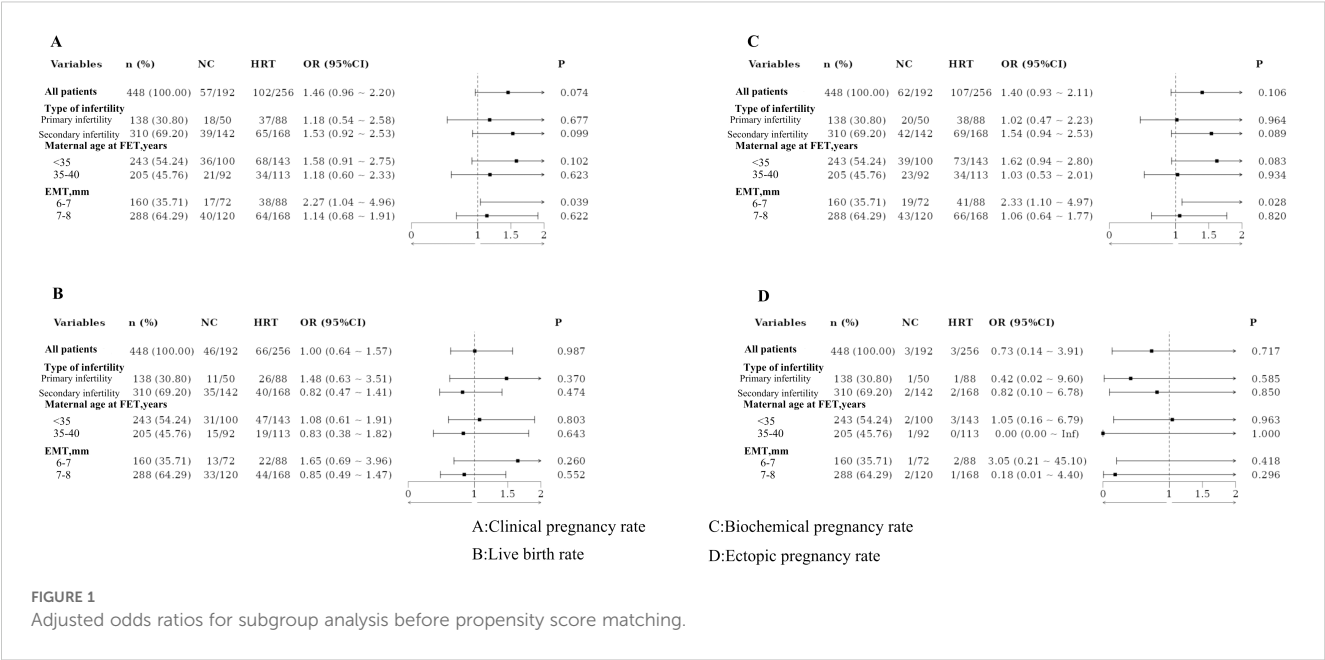 A
Variables n (%) NC HRT OR (95%CI) P
All patients 448 (100.00) 57/192 102/256 1.46 (0.96 ~ 2.20) 0.074
Type of infertility
Primary infertility 138 (30.80) 18/50 37/88 1.18 (0.54 ~ 2.58) 0.677
Secondary infertility 310 (69.20) 39/142 65/168 1.53 (0.92 ~ 2.53) 0.099
Maternal age at FET,years
<35 243 (54.24) 36/100 68/143 1.58 (0.91 ~ 2.75) 0.102
35-40 205 (45.76) 21/92 34/113 1.18 (0.60 ~ 2.33) 0.623
EMT,mm
6-7 160 (35.71) 17/72 38/88 2.27 (1.04 ~ 4.96) 0.039
7-8 288 (64.29) 40/120 64/168 1.14 (0.68 ~ 1.91) 0.622
0 1 1.5 2
C
Variables n (%) NC HRT OR (95%CI) P
All patients 448 (100.00) 62/192 107/256 1.40 (0.93 ~ 2.11) 0.106
Type of infertility
Primary infertility 138 (30.80) 20/50 38/88 1.02 (0.47 ~ 2.23) 0.964
Secondary infertility 310 (69.20) 42/142 69/168 1.54 (0.94 ~ 2.53) 0.089
Maternal age at FET,years
<35 243 (54.24) 39/100 73/143 1.62 (0.94 ~ 2.80) 0.083
35-40 205 (45.76) 23/92 34/113 1.03 (0.53 ~ 2.01) 0.934
EMT,mm
6-7 160 (35.71) 19/72 41/88 2.33 (1.10 ~ 4.97) 0.028
7-8 288 (64.29) 43/120 66/168 1.06 (0.64 ~ 1.77) 0.820
0 1 1.5 2
B
Variables n (%) NC HRT OR (95%CI) P
All patients 448 (100.00) 46/192 66/256 1.00 (0.64 ~ 1.57) 0.987
Type of infertility
Primary infertility 138 (30.80) 11/50 26/88 1.48 (0.63 ~ 3.51) 0.370
Secondary infertility 310 (69.20) 35/142 40/168 0.82 (0.47 ~ 1.41) 0.474
Maternal age at FET,years
<35 243 (54.24) 31/100 47/143 1.08 (0.61 ~ 1.91) 0.803
35-40 205 (45.76) 15/92 19/113 0.83 (0.38 ~ 1.82) 0.643
EMT,mm
6-7 160 (35.71) 13/72 22/88 1.65 (0.69 ~ 3.96) 0.260
7-8 288 (64.29) 33/120 44/168 0.85 (0.49 ~ 1.47) 0.552
0 1 1.5 2
D
Variables n (%) NC HRT OR (95%CI) P
All patients 448 (100.00) 3/192 3/256 0.73 (0.14 ~ 3.91) 0.717
Type of infertility
Primary infertility 138 (30.80) 1/50 1/88 0.42 (0.02 ~ 9.60) 0.585
Secondary infertility 310 (69.20) 2/142 2/168 0.82 (0.10 ~ 6.78) 0.850
Maternal age at FET,years
<35 243 (54.24) 2/100 3/143 1.05 (0.16 ~ 6.79) 0.963
35-40 205 (45.76) 1/92 0/113 0.00 (0.00 ~ Inf) 1.000
EMT,mm
6-7 160 (35.71) 1/72 2/88 3.05 (0.21 ~ 45.10) 0.418
7-8 288 (64.29) 2/120 1/168 0.18 (0.01 ~ 4.40) 0.296
0 1 1.5 2
A:Clinical pregnancy rate C:Biochemical pregnancy rate
B:Live birth rate D:Ectopic pregnancy rate
FIGURE 1
Adjusted odds ratios for subgroup analysis before propensity score matching.